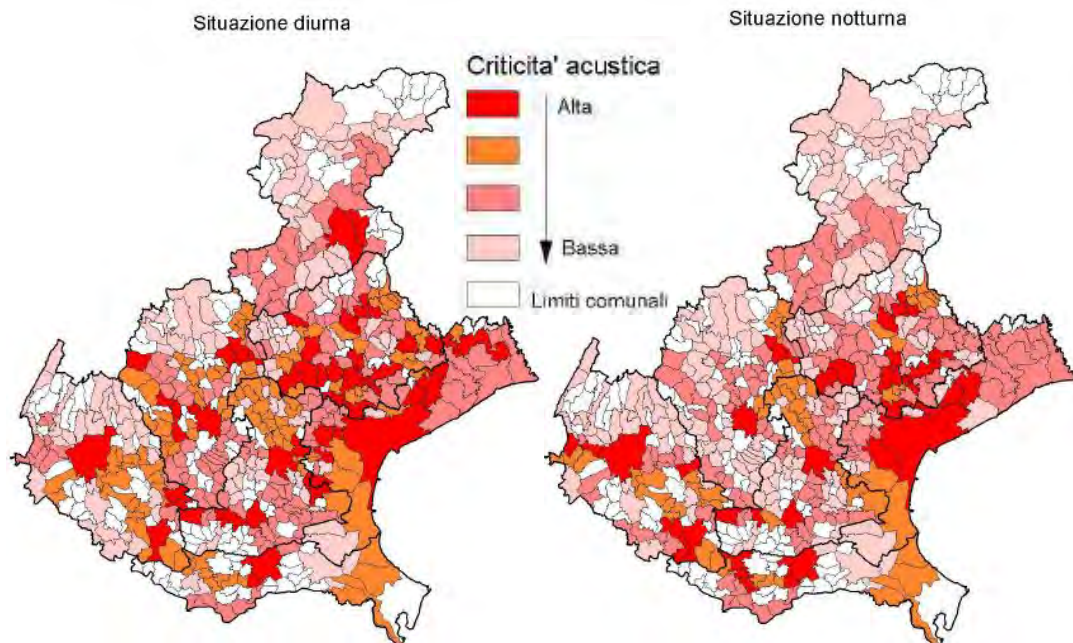 Situazione diurna
Situazione notturna
Criticita' acustica
Alta
Bassa
Limiti comunali